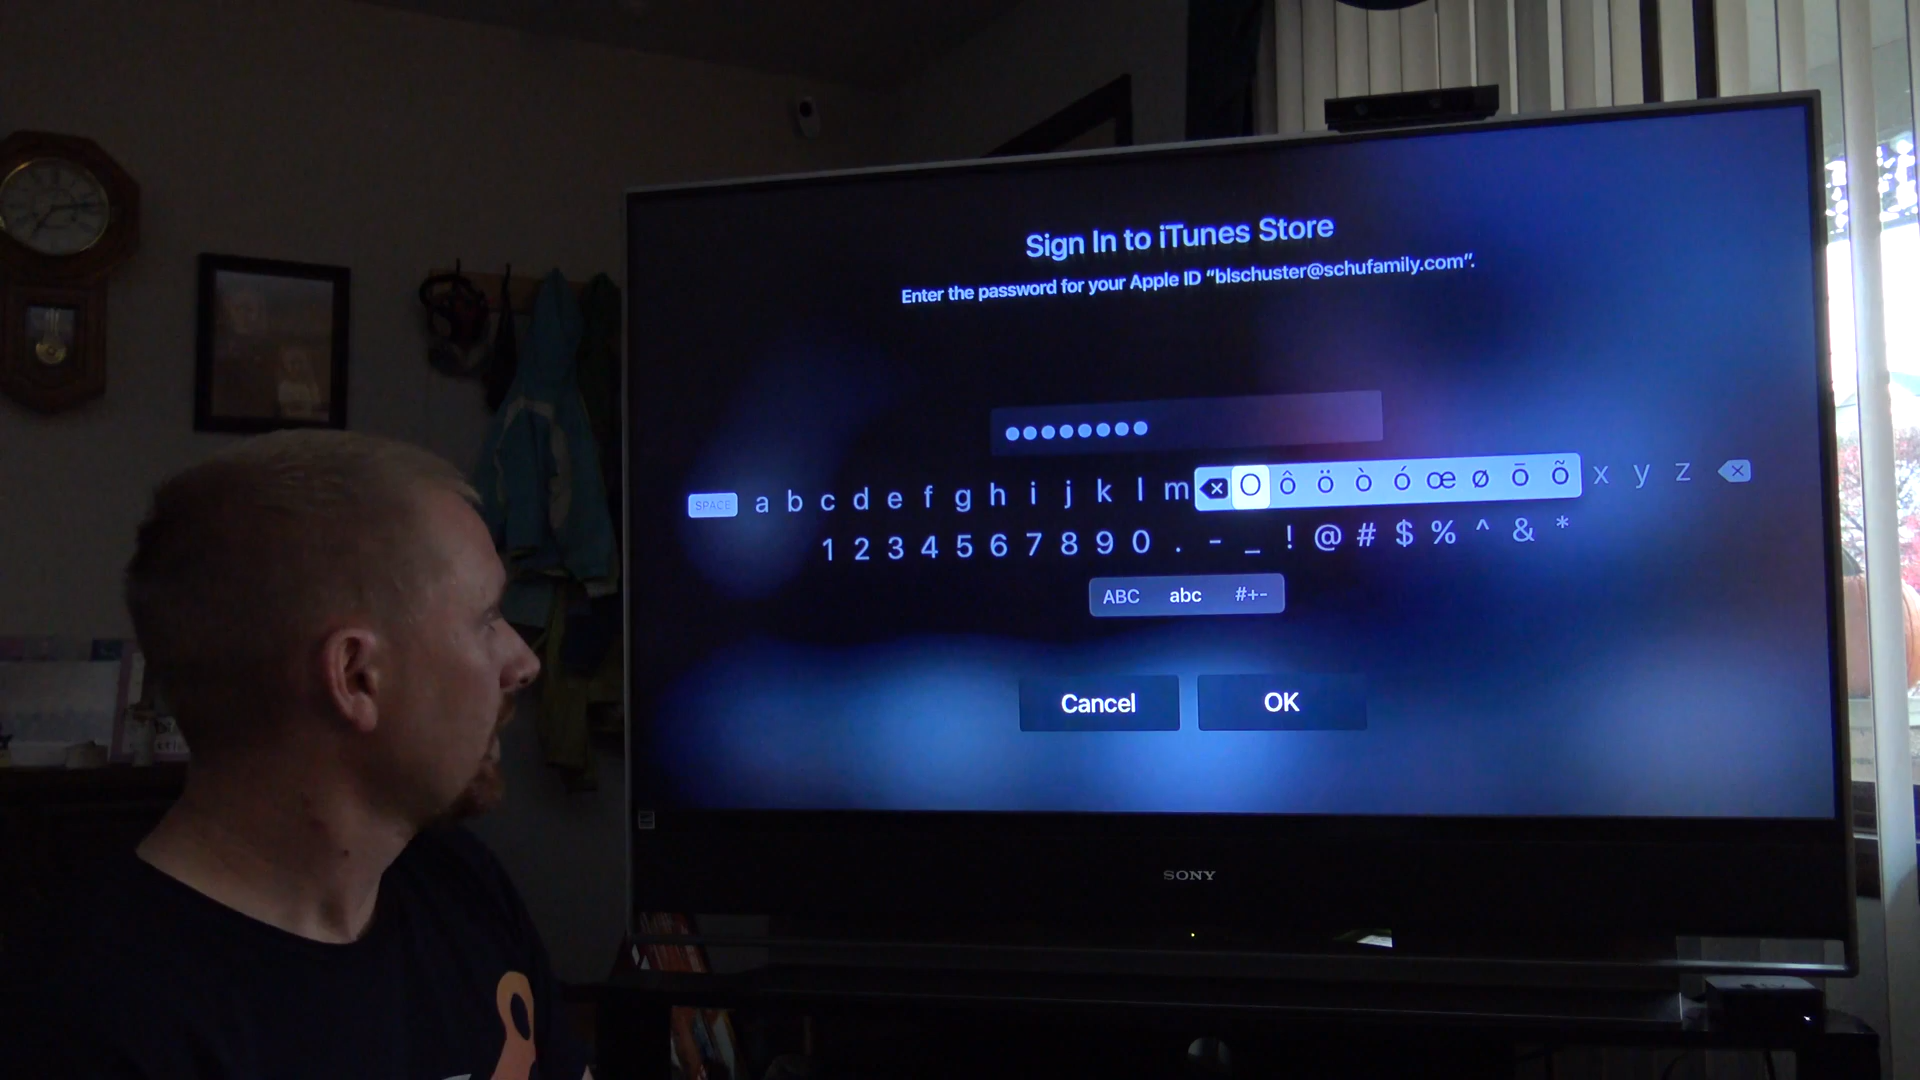 Sign In to iTunes Store
Enter the password for your Apple ID “blschuster@schufamily.com”.
SPACE a b c d e f g h i j k l m O ô ö ò ó œ ø ō õ x y z
1 2 3 4 5 6 7 8 9 0 . - _ ! @ # $ % ^ & *
ABC abc #+-
Cancel OK
SONY